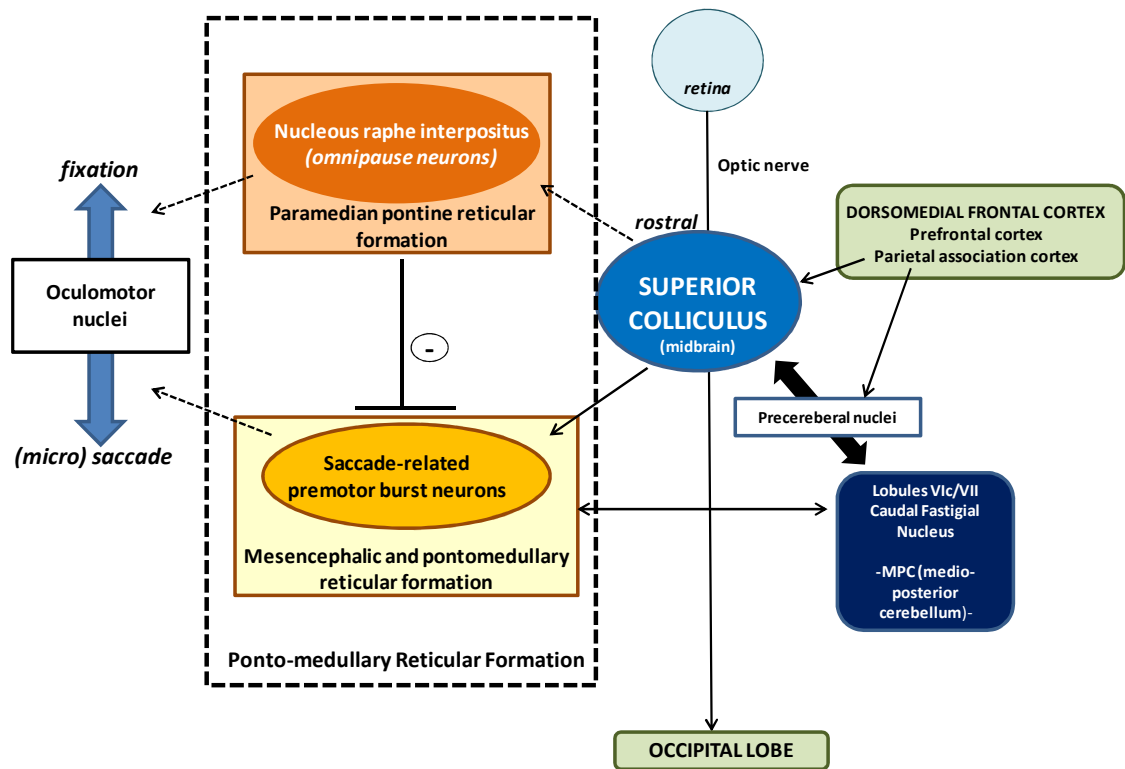 retina
Optic nerve
Nucleous raphe interpositus
(omnipause neurons)
Paramedian pontine reticular
formation
fixation
Oculomotor
nuclei
(micro) saccade
rostral
SUPERIOR
COLLICULUS
(midbrain)
DORSOMEDIAL FRONTAL CORTEX
Prefrontal cortex
Parietal association cortex
-
Precereberal nuclei
Saccade-related
premotor burst neurons
Mesencephalic and pontomedullary
reticular formation
Lobules VIc/VII
Caudal Fastigial
Nucleus
-MPC (medio-
posterior
cerebellum)-
Ponto-medullary Reticular Formation
OCCIPITAL LOBE